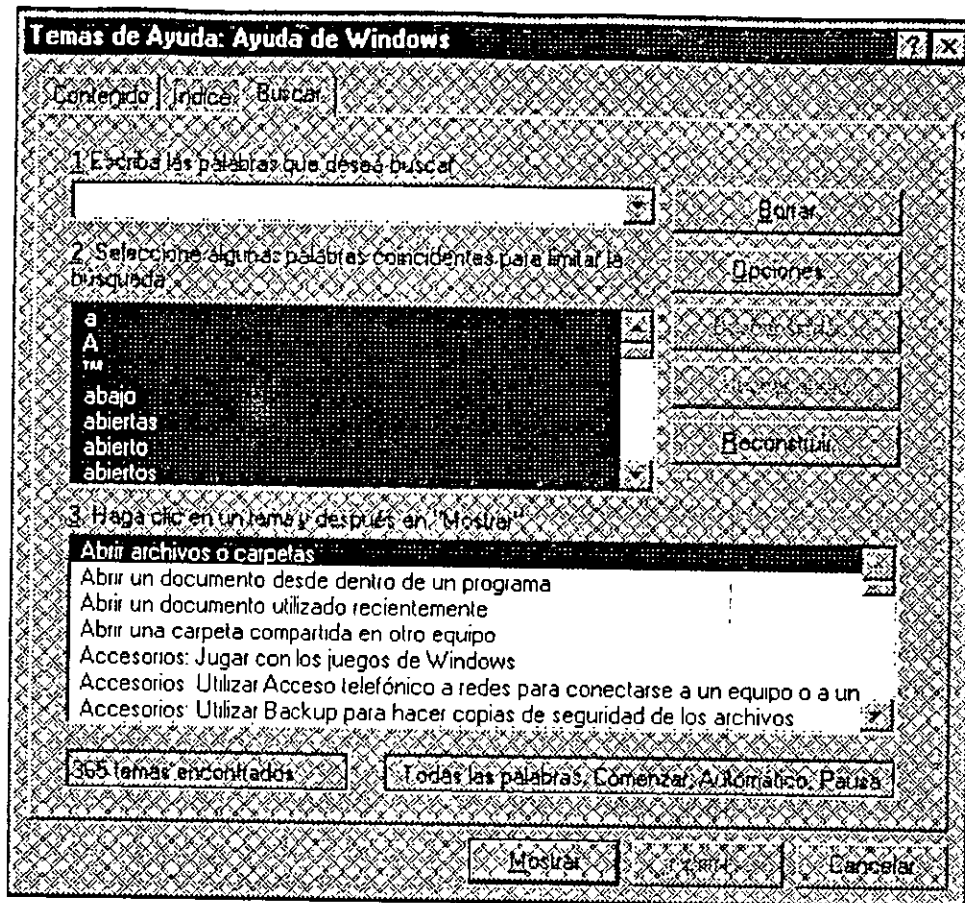 Temas de Ayuda: Ayuda de Windows
Contenido Índice Buscar
1 Escriba las palabras que desea buscar
Borrar
2. Seleccione algunas palabras coincidentes para limitar la
búsqueda
Opciones
a
A
™
abajo
abiertas
abierto
abiertos
Reconstruir
3. Haga clic en un tema y después en "Mostrar"
Abrir archivos o carpetas
Abrir un documento desde dentro de un programa
Abrir un documento utilizado recientemente
Abrir una carpeta compartida en otro equipo
Accesorios: Jugar con los juegos de Windows
Accesorios: Utilizar Acceso telefónico a redes para conectarse a un equipo o a un
Accesorios: Utilizar Backup para hacer copias de seguridad de los archivos
365 temas encontrados
Todas las palabras, Comenzar, Automático, Pausa
Mostrar Cancelar